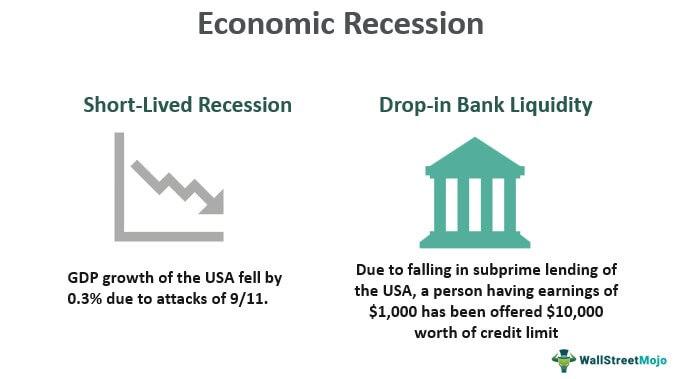 Economic Recession
Short-Lived Recession
GDP growth of the USA fell by
0.3% due to attacks of 9/11.
Drop-in Bank Liquidity
Due to falling in subprime lending of
the USA, a person having earnings of
$1,000 has been offered $10,000
worth of credit limit
WallStreetMojo